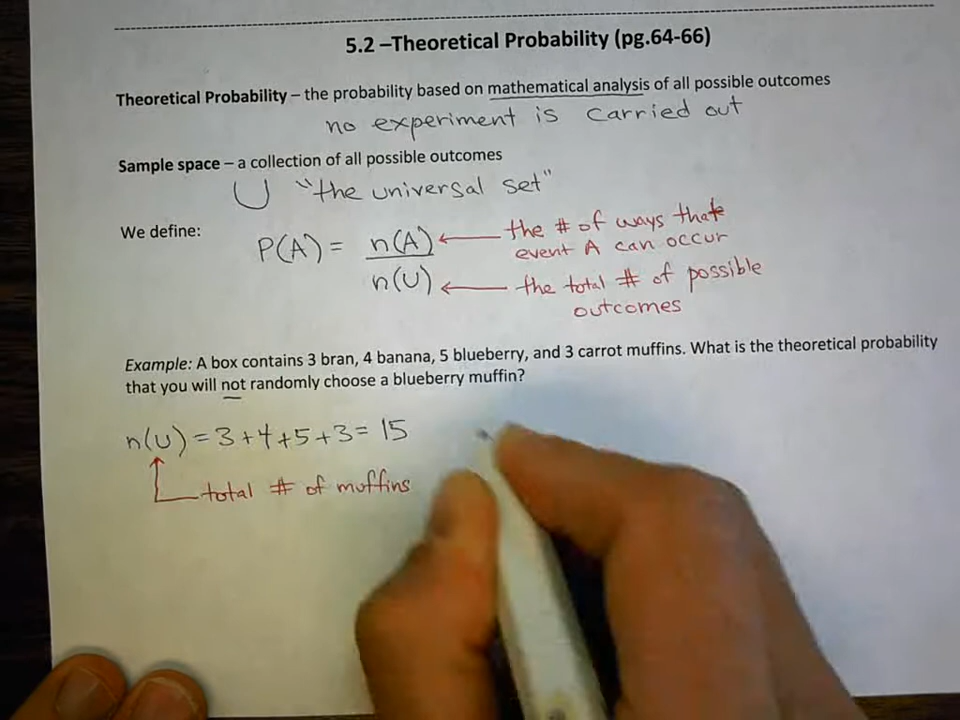 5.2 –Theoretical Probability (pg.64-66)
Theoretical Probability – the probability based on mathematical analysis of all possible outcomes
no experiment is carried out
Sample space – a collection of all possible outcomes
U "the universal set"
We define:
P(A) = n(A)/n(U)
the # of ways that
event A can occur
the total # of possible
outcomes
Example: A box contains 3 bran, 4 banana, 5 blueberry, and 3 carrot muffins. What is the theoretical probability
that you will not randomly choose a blueberry muffin?
n(U) = 3+4+5+3= 15
total # of muffins